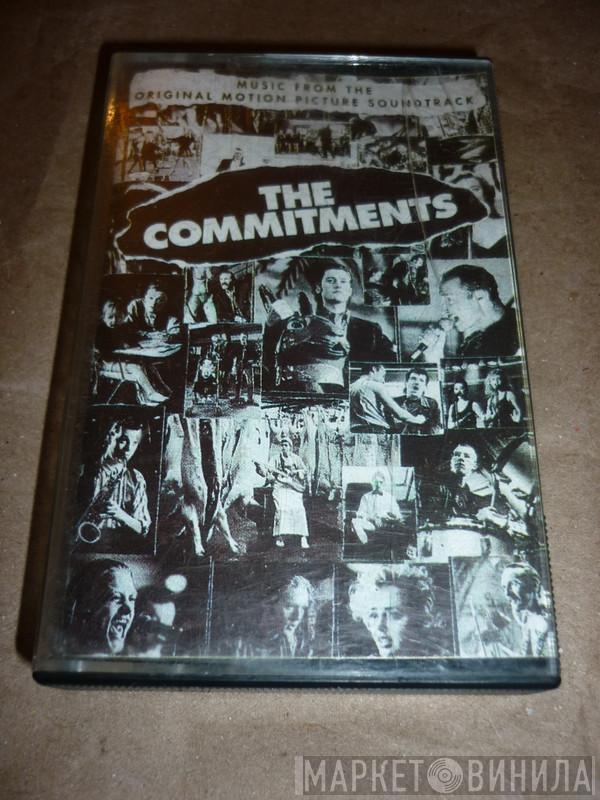 MUSIC FROM THE
ORIGINAL MOTION PICTURE SOUNDTRACK
THE
COMMITMENTS
МАРКЕТ ВИНИЛА